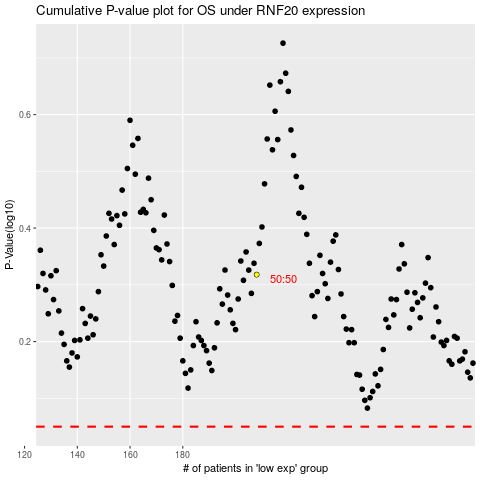 Cumulative P-value plot for OS under RNF20 expression
P-Value(log10)
0.6
0.4
0.2
50:50
120 140 160 180
# of patients in 'low exp' group